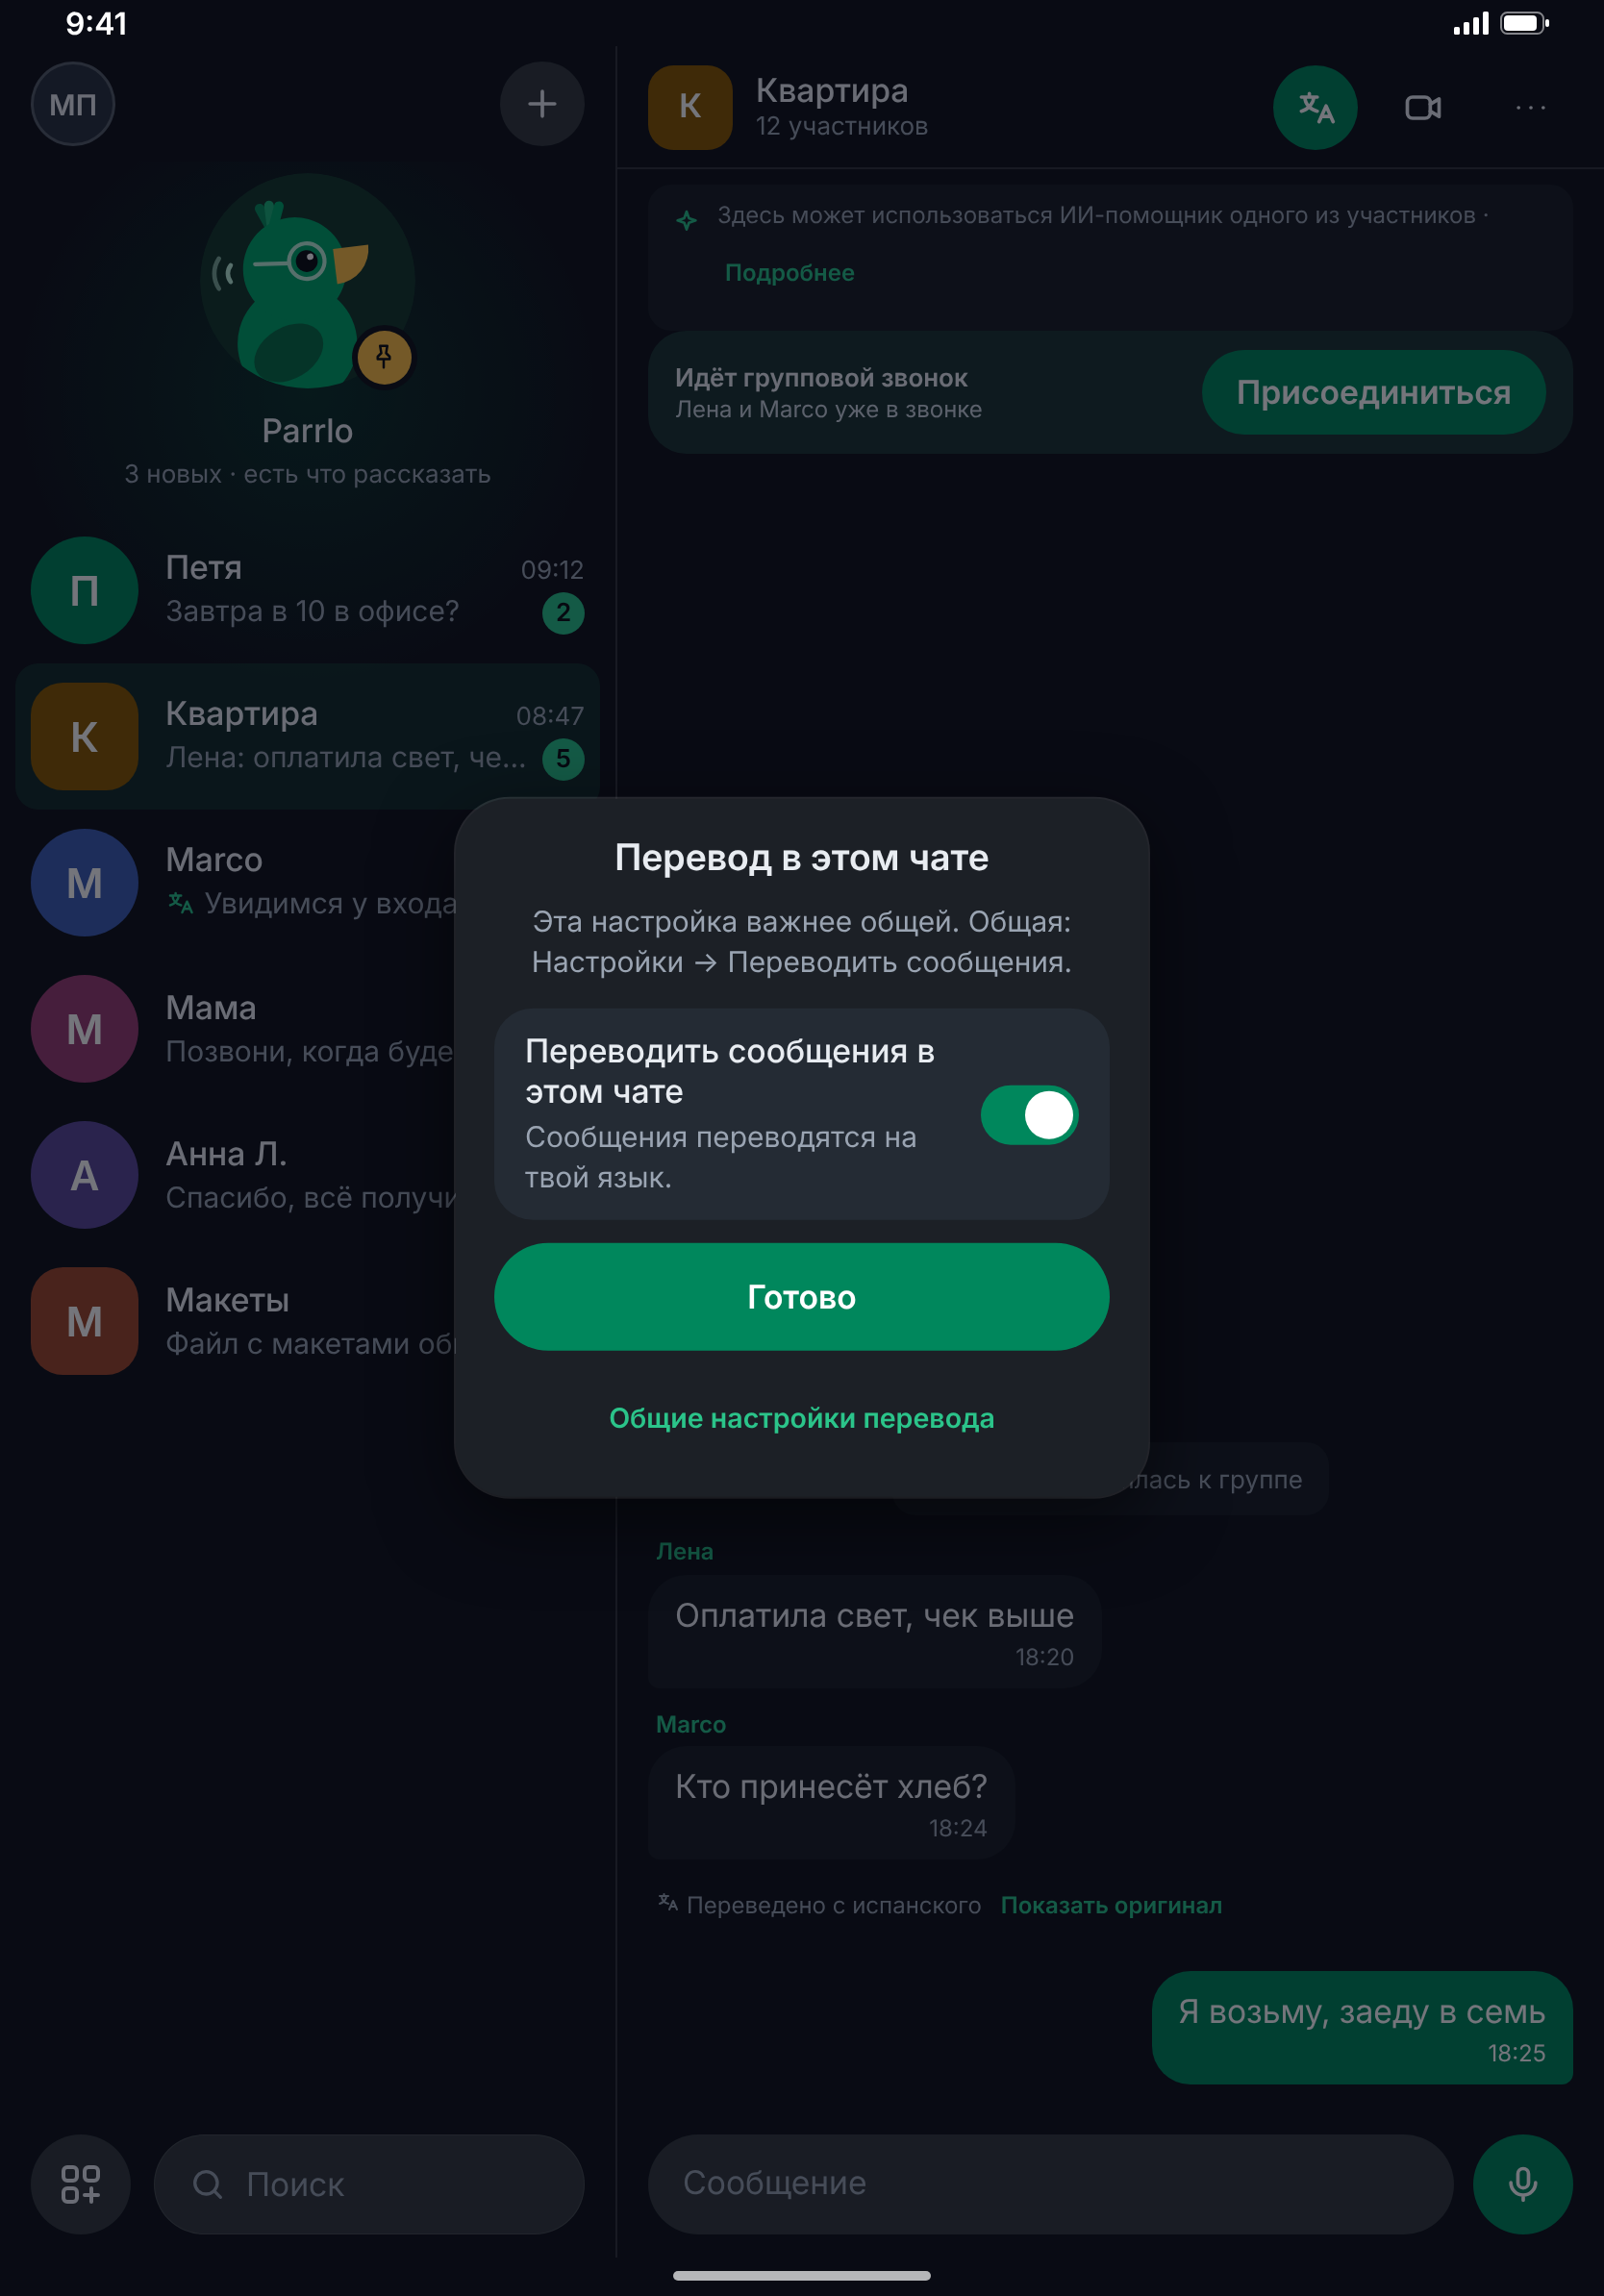 9:41
МП
К
Квартира
12 участников
Здесь может использоваться ИИ-помощник одного из участников ·
Подробнее
Идёт групповой звонок
Лена и Marco уже в звонке
Присоединиться
Parrlo
3 новых · есть что рассказать
П
Петя
09:12
Завтра в 10 в офисе?
2
К
Квартира
08:47
Лена: оплатила свет, че...
5
M
Marco
Увидимся у входа
М
Мама
Позвони, когда
А
Анна Л.
Спасибо, всё
М
Макеты
Файл с макетами
Перевод в этом чате
Эта настройка важнее общей. Общая:
Настройки → Переводить сообщения.
Переводить сообщения в
этом чате
Сообщения переводятся на
твой язык.
Готово
Общие настройки перевода
к группе
Лена
Оплатила свет, чек выше
18:20
Marco
Кто принесёт хлеб?
18:24
Переведено с испанского Показать оригинал
Я возьму, заеду в семь
18:25
Поиск
Сообщение